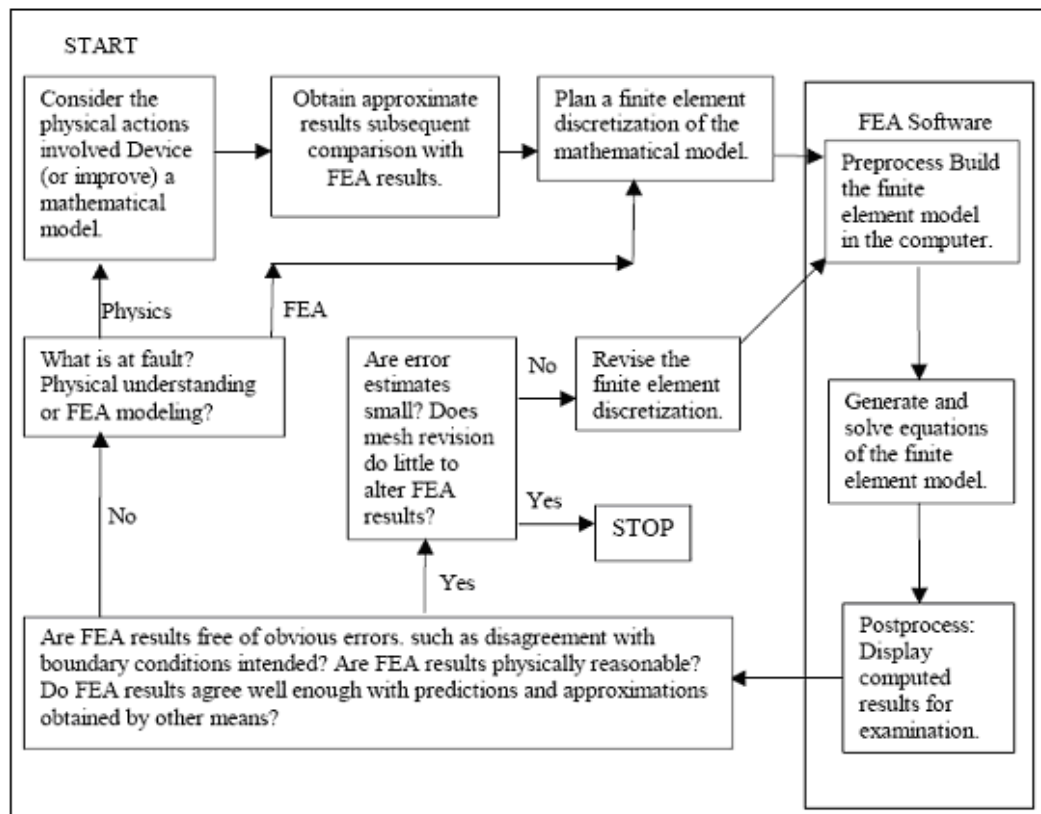 START
Consider the
physical actions
involved Device
(or improve) a
mathematical
model.
Obtain approximate
results subsequent
comparison with
FEA results.
Plan a finite element
discretization of the
mathematical model.
FEA Software
Preprocess Build
the finite
element model
in the computer.
Physics
FEA
What is at fault?
Physical understanding
or FEA modeling?
Are error
estimates
small? Does
mesh revision
do little to
alter FEA
results?
No
Revise the
finite element
discretization.
Generate and
solve equations
of the finite
element model.
Yes
STOP
No
Yes
Are FEA results free of obvious errors. such as disagreement with
boundary conditions intended? Are FEA results physically reasonable?
Do FEA results agree well enough with predictions and approximations
obtained by other means?
Postprocess:
Display
computed
results for
examination.